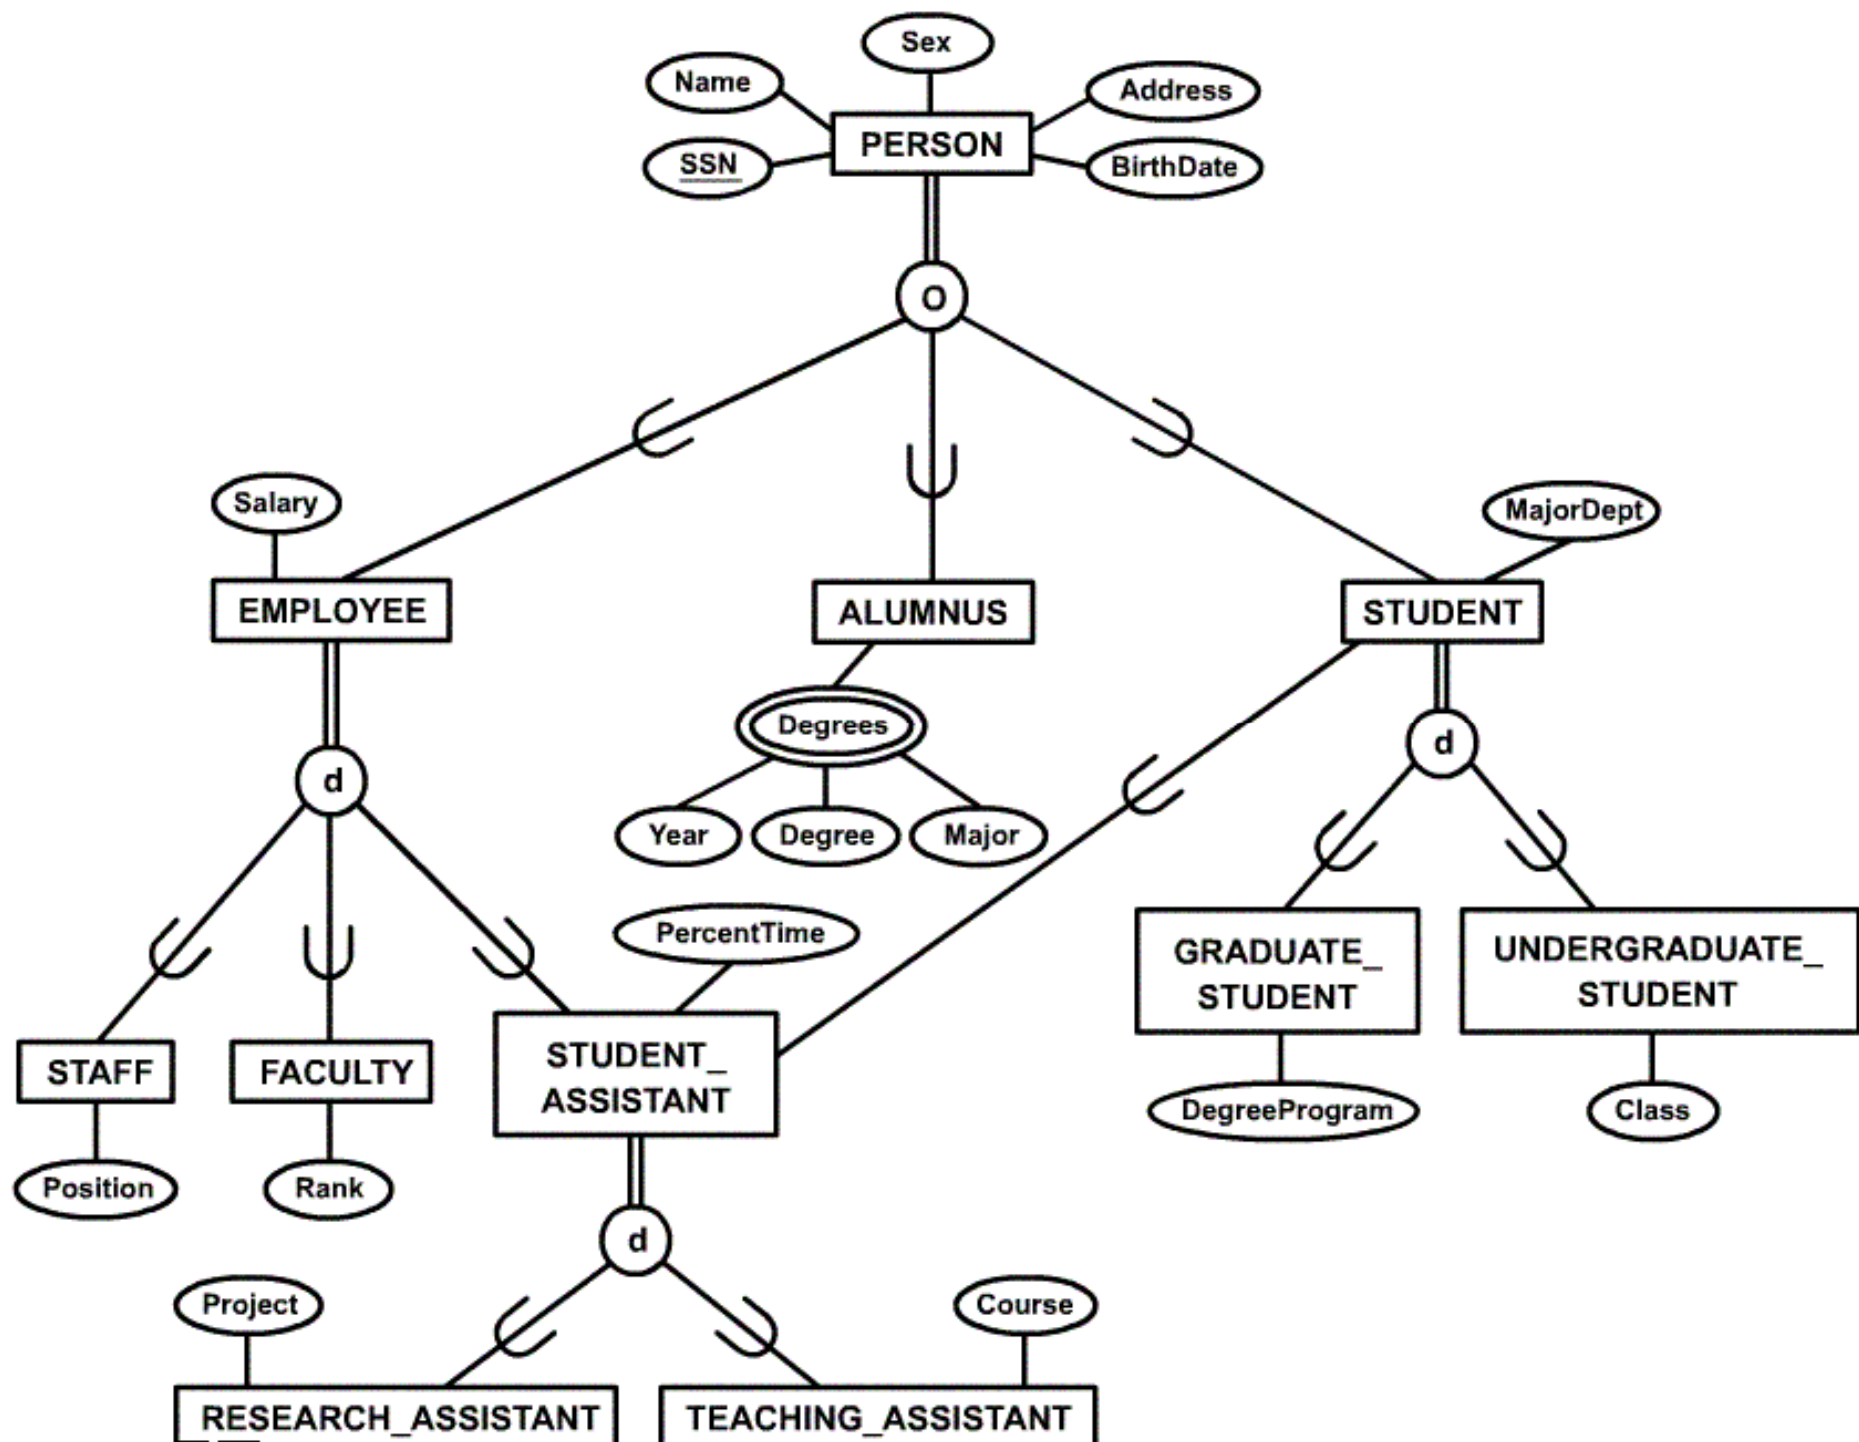 Sex
Name
Address
PERSON
SSN
BirthDate
O
Salary
MajorDept
EMPLOYEE
ALUMNUS
STUDENT
Degrees
d
d
Year
Degree
Major
PercentTime
GRADUATE_
STUDENT
UNDERGRADUATE_
STUDENT
STAFF
FACULTY
STUDENT_
ASSISTANT
DegreeProgram
Class
Position
Rank
d
Project
Course
RESEARCH_ASSISTANT
TEACHING_ASSISTANT